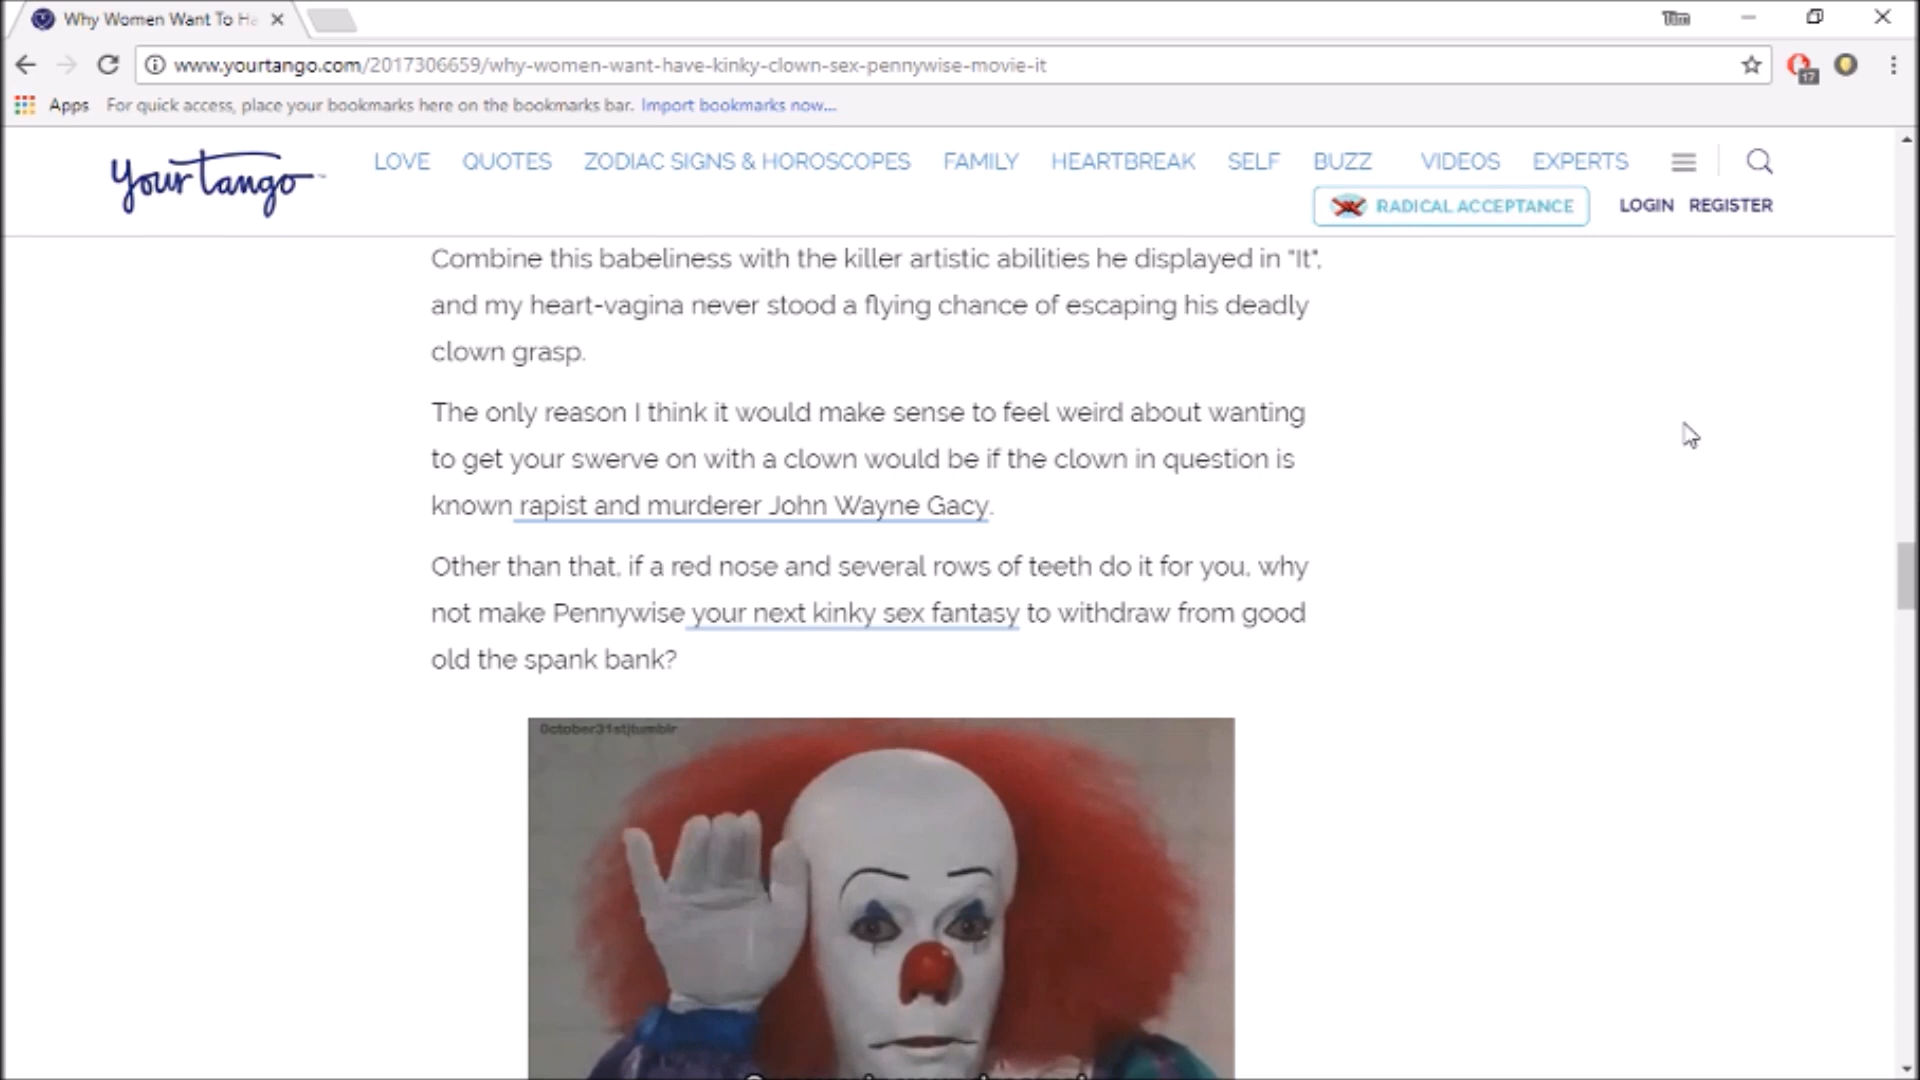 Why Women Want To Ha
Tim
www.yourtango.com/2017306659/why-women-want-have-kinky-clown-sex-pennywise-movie-it
17
Apps For quick access, place your bookmarks here on the bookmarks bar. Import bookmarks now...
YourTango
LOVE QUOTES ZODIAC SIGNS & HOROSCOPES FAMILY HEARTBREAK SELF BUZZ VIDEOS EXPERTS
RADICAL ACCEPTANCE LOGIN REGISTER
Combine this babeliness with the killer artistic abilities he displayed in "It",
and my heart-vagina never stood a flying chance of escaping his deadly
clown grasp.
The only reason I think it would make sense to feel weird about wanting
to get your swerve on with a clown would be if the clown in question is
known rapist and murderer John Wayne Gacy.
Other than that, if a red nose and several rows of teeth do it for you, why
not make Pennywise your next kinky sex fantasy to withdraw from good
old the spank bank?
October31st|tumblr